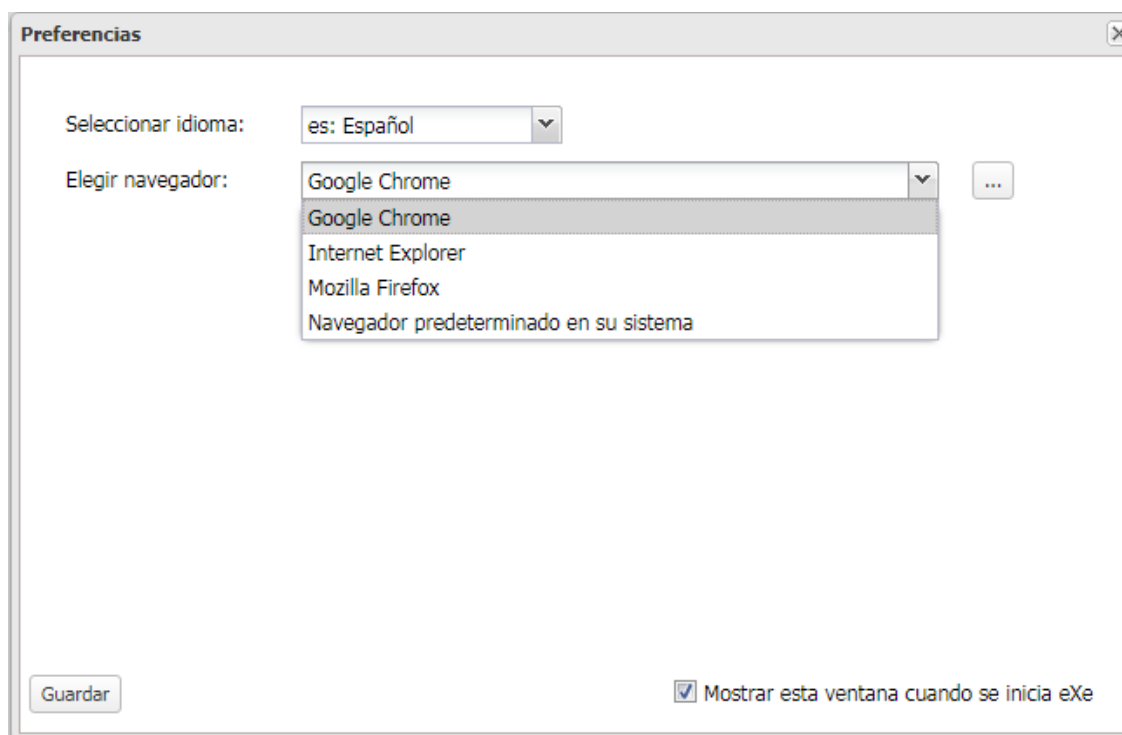 Preferencias
Seleccionar idioma: es: Español
Elegir navegador: Google Chrome ...
Google Chrome
Internet Explorer
Mozilla Firefox
Navegador predeterminado en su sistema
Guardar Mostrar esta ventana cuando se inicia eXe